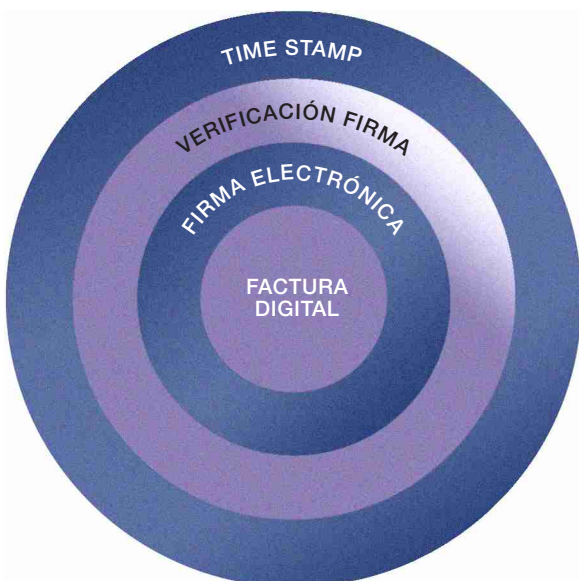 TIME STAMP
VERIFICACIÓN FIRMA
FIRMA ELECTRÓNICA
FACTURA
DIGITAL